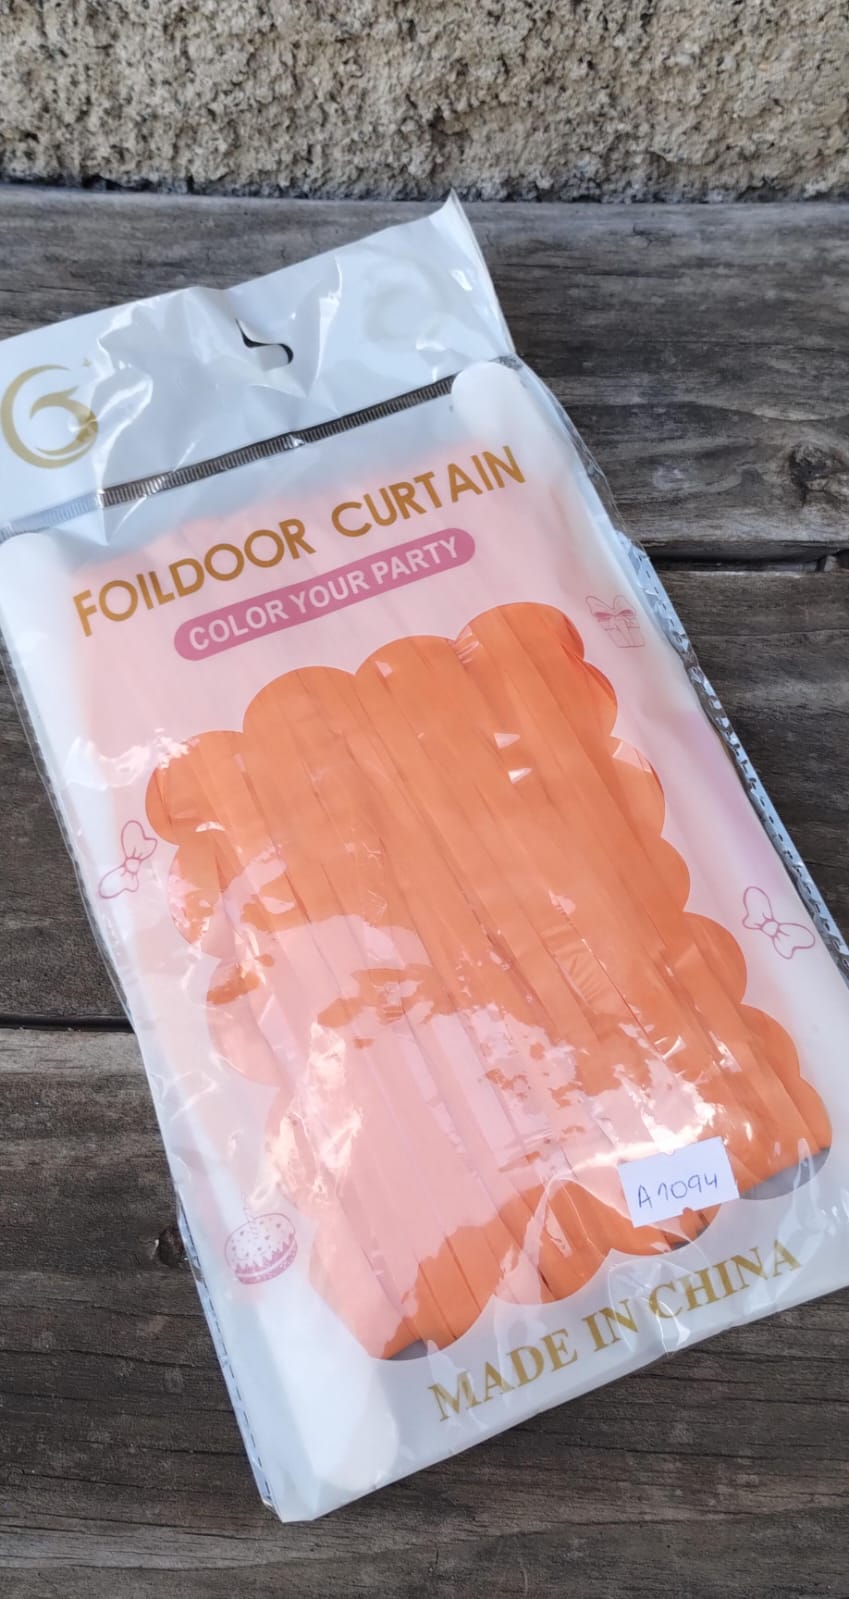 FOILDOOR CURTAIN
COLOR YOUR PARTY
A1094
MADE IN CHINA